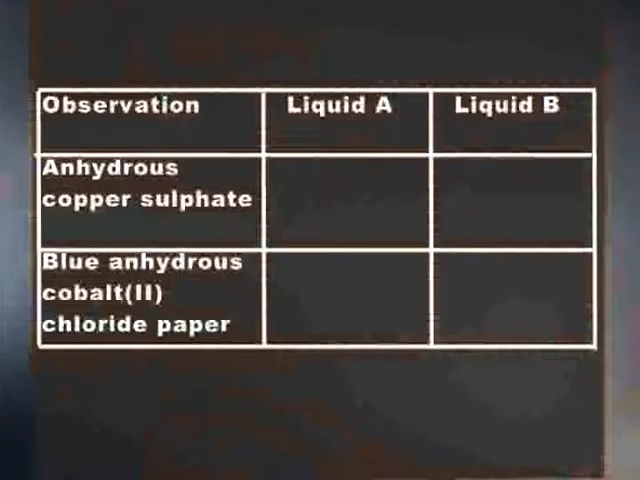 Observation Liquid A Liquid B
Anhydrous
copper sulphate
Blue anhydrous
cobalt(II)
chloride paper